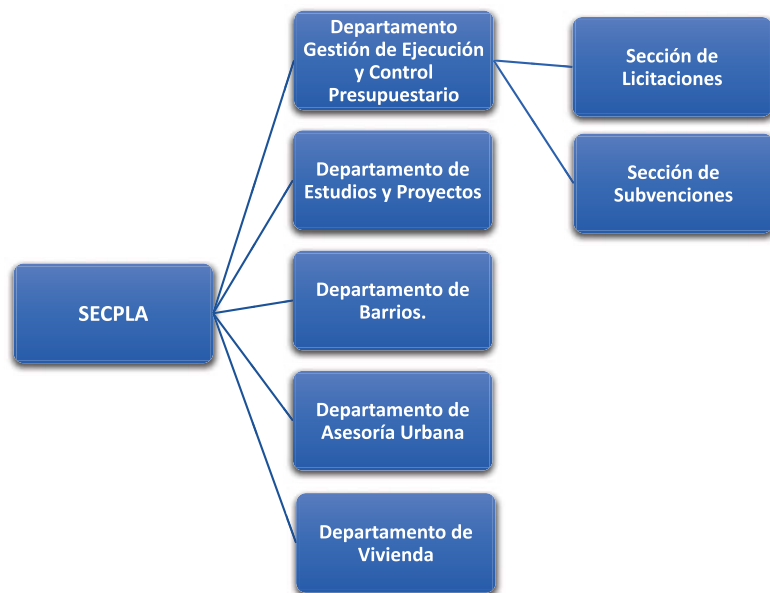 Departamento
Gestión de Ejecución
y Control
Presupuestario
Sección de
Licitaciones
Departamento de
Estudios y Proyectos
Sección de
Subvenciones
SECPLA
Departamento de
Barrios.
Departamento de
Asesoría Urbana
Departamento de
Vivienda